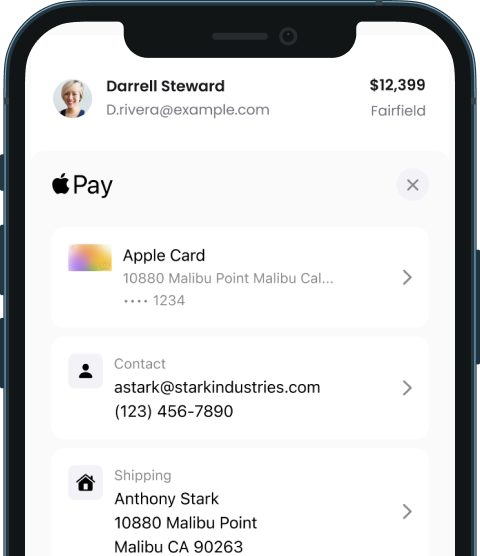 Darrell Steward
$12,399
D.rivera@example.com
Fairfield
Pay
Apple Card
10880 Malibu Point Malibu Cal...
•••• 1234
Contact
astark@starkindustries.com
(123) 456-7890
Shipping
Anthony Stark
10880 Malibu Point
Malibu CA 90263